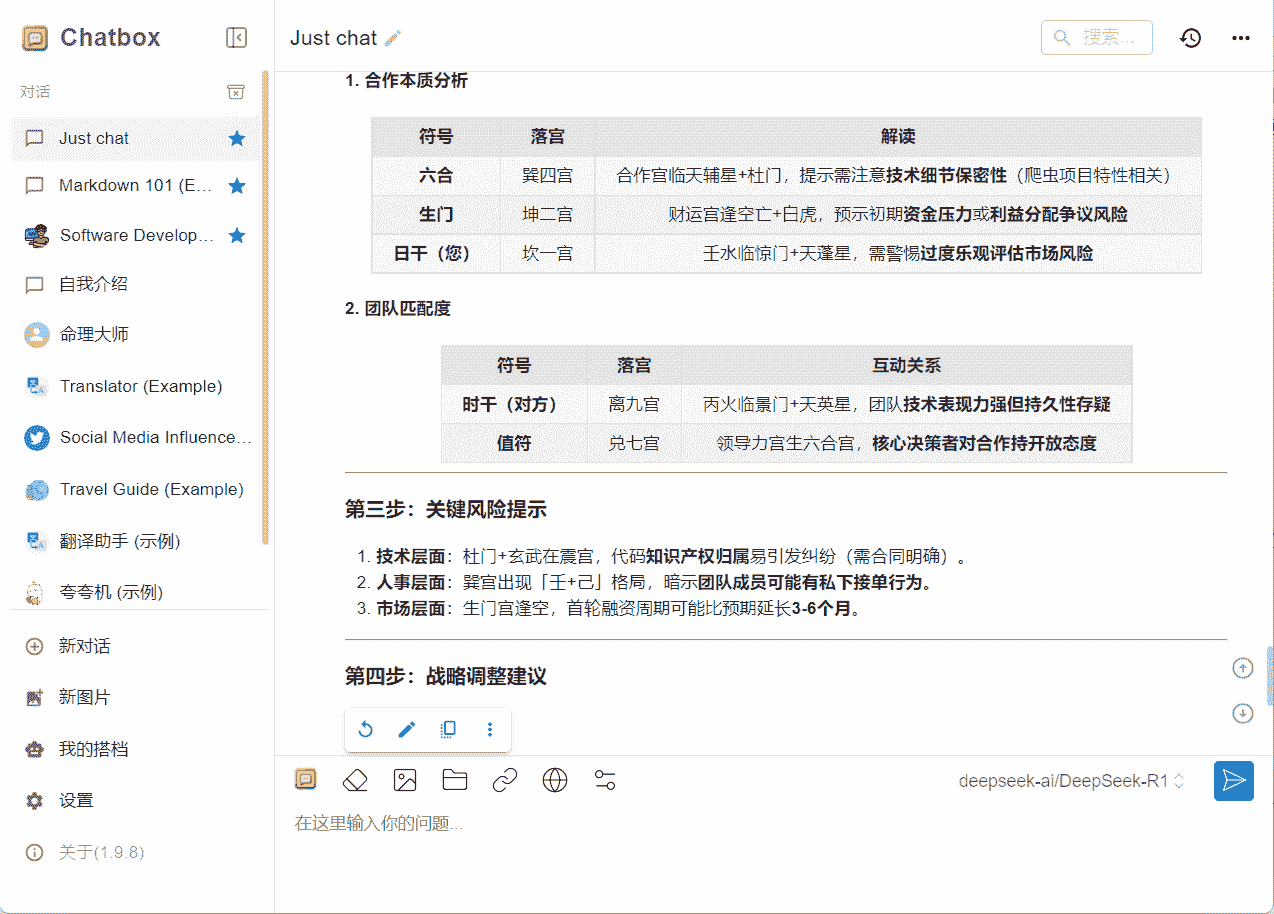 Chatbox
对话
Just chat
Markdown 101 (E...
Software Develop...
自我介绍
命理大师
Translator (Example)
Social Media Influence...
Travel Guide (Example)
翻译助手 (示例)
夸夸机 (示例)
新对话
新图片
我的搭档
设置
关于(1.9.8)
Just chat
搜索...
1. 合作本质分析
符号 落宫 解读
六合 巽四宫 合作宫临天辅星+杜门，提示需注意技术细节保密性（爬虫项目特性相关）
生门 坤二宫 财运宫逢空亡+白虎，预示初期资金压力或利益分配争议风险
日干（您） 坎一宫 壬水临惊门+天蓬星，需警惕过度乐观评估市场风险
2. 团队匹配度
符号 落宫 互动关系
时干（对方） 离九宫 丙火临景门+天英星，团队技术表现力强但持久性存疑
值符 兑七宫 领导力宫生六合宫，核心决策者对合作持开放态度
第三步：关键风险提示
1. 技术层面：杜门+玄武在震宫，代码知识产权归属易引发纠纷（需合同明确）。
2. 人事层面：巽宫出现「壬+己」格局，暗示团队成员可能有私下接单行为。
3. 市场层面：生门宫逢空，首轮融资周期可能比预期延长3-6个月。
第四步：战略调整建议
deepseek-ai/DeepSeek-R1
在这里输入你的问题...